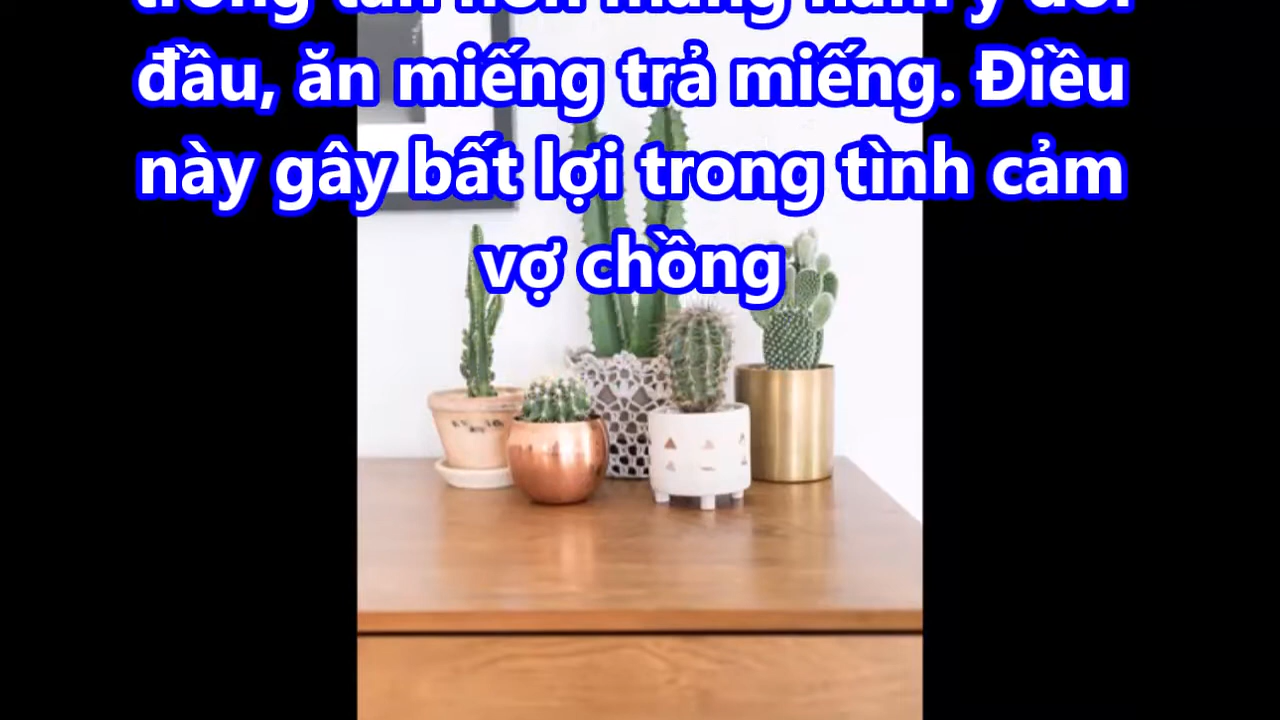 đầu, ăn miếng trả miếng. Điều
này gây bất lợi trong tình cảm
vợ chồng